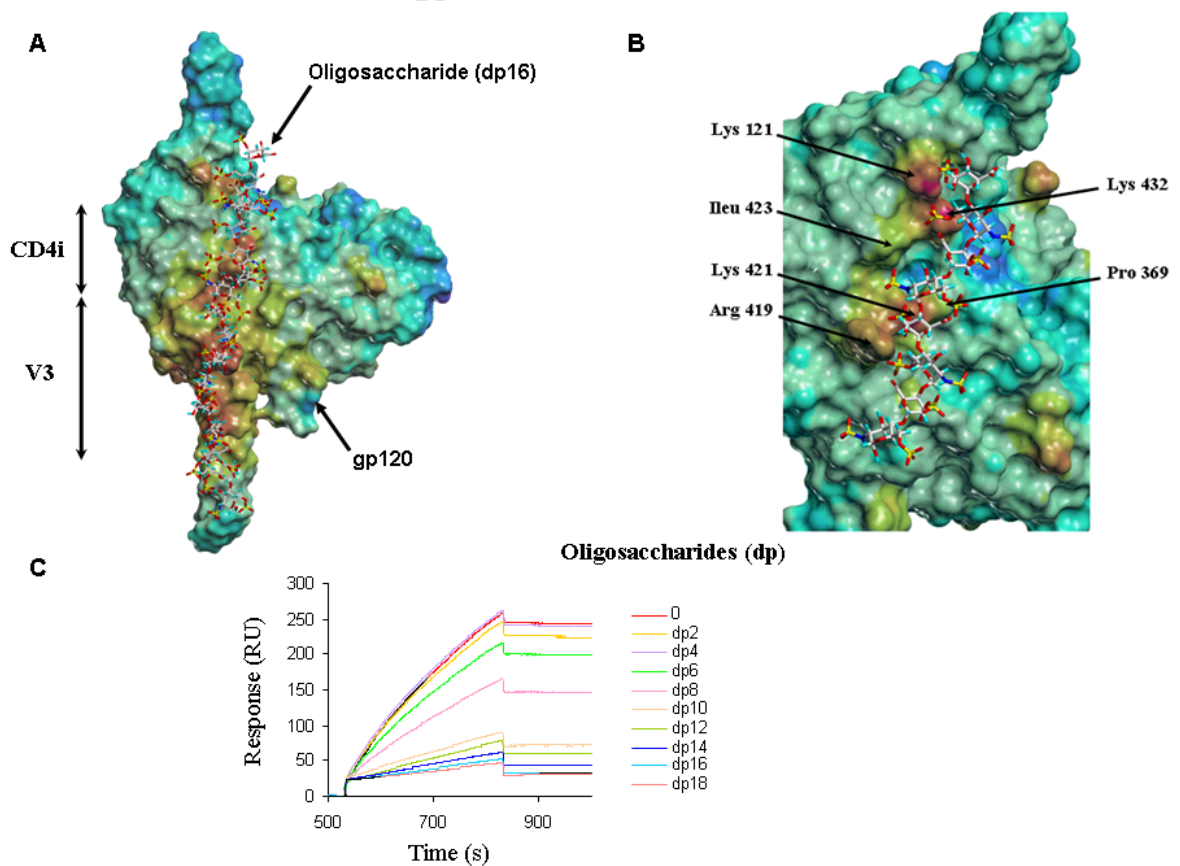 A
Oligosaccharide (dp16)
CD4i
V3
gp120
B
Lys 121
Lys 432
Ileu 423
Lys 421
Pro 369
Arg 419
C
Oligosaccharides (dp)
Response (RU)
300
250
200
150
100
50
0
500
700
900
Time (s)
0
dp2
dp4
dp6
dp8
dp10
dp12
dp14
dp16
dp18